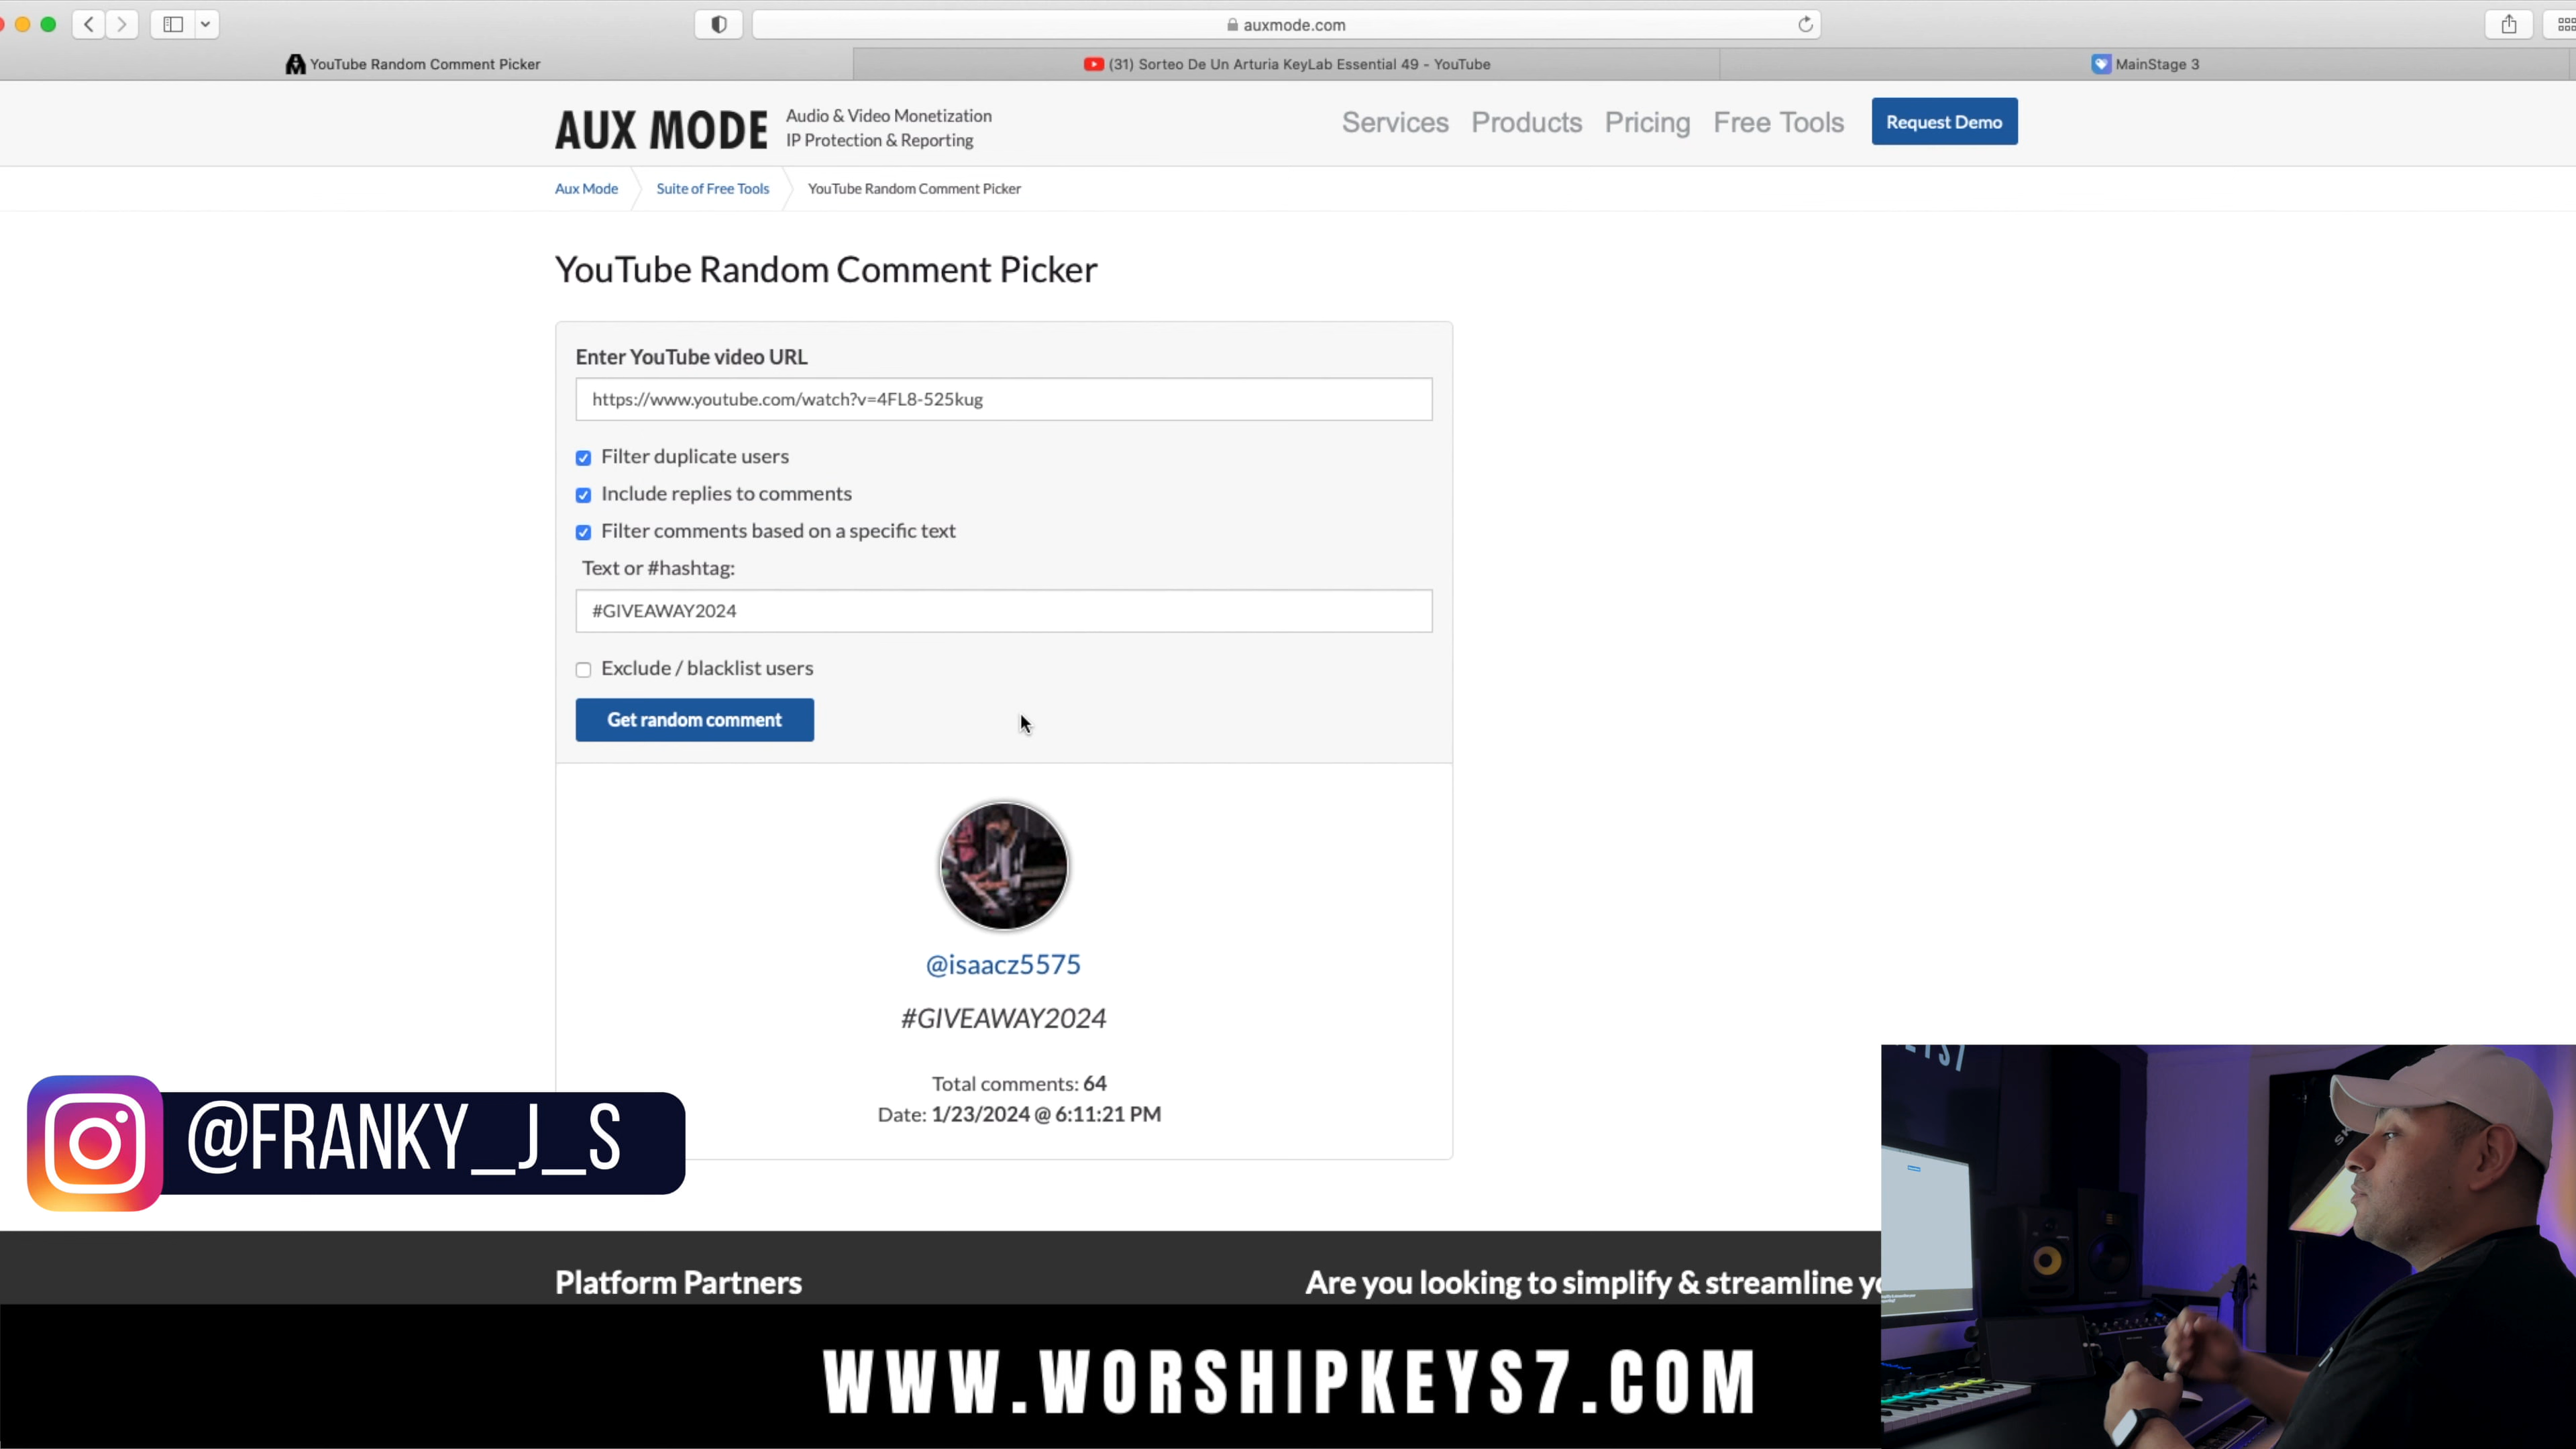 auxmode.com
YouTube Random Comment Picker
(31) Sorteo De Un Arturia KeyLab Essential 49 - YouTube
MainStage 3
AUX MODE
Audio & Video Monetization
IP Protection & Reporting
Services
Products
Pricing
Free Tools
Request Demo
Aux Mode
Suite of Free Tools
YouTube Random Comment Picker
YouTube Random Comment Picker
Enter YouTube video URL
https://www.youtube.com/watch?v=4FL8-525kug
Filter duplicate users
Include replies to comments
Filter comments based on a specific text
Text or #hashtag:
#GIVEAWAY2024
Exclude / blacklist users
Get random comment
@isaacz5575
#GIVEAWAY2024
Total comments: 64
Date: 1/23/2024 @ 6:11:21 PM
@FRANKY_J_S
Platform Partners
Are you looking to simplify & streamline
WWW.WORSHIPKEYS7.COM